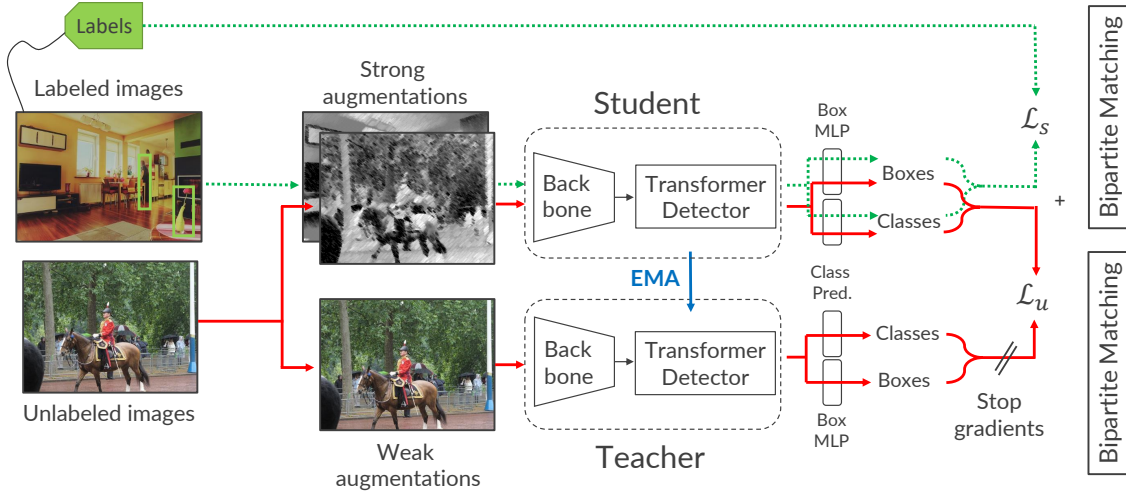 Labels
Labeled images
Strong
augmentations
Student
Box
MLP
Back
bone
Transformer
Detector
Boxes
Classes
ℒs
+
Bipartite Matching
EMA
Unlabeled images
Weak
augmentations
Back
bone
Transformer
Detector
Teacher
Class
Pred.
Classes
Boxes
Box
MLP
ℒu
Stop
gradients
Bipartite Matching